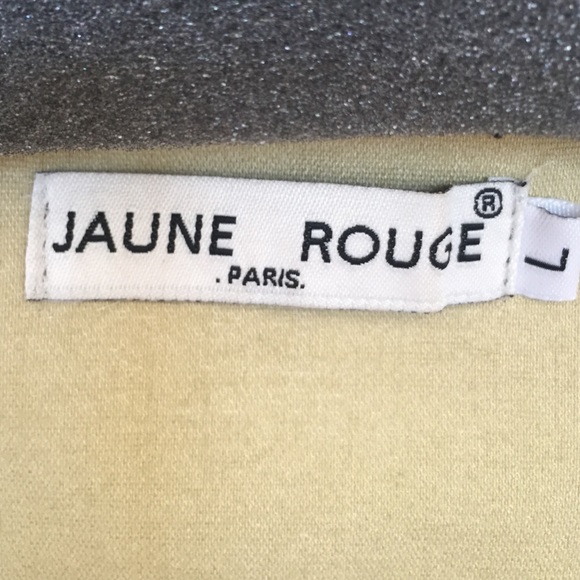 JAUNE ROUGE®
. PARIS.
L